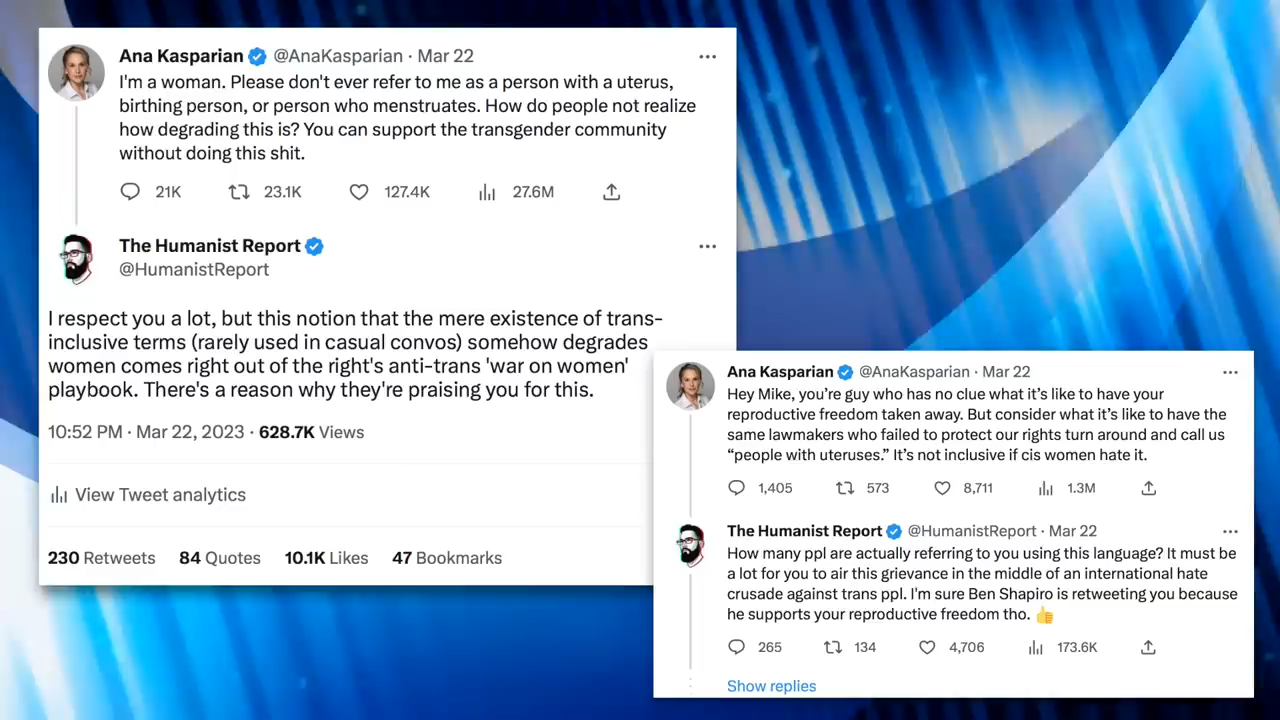 Ana Kasparian @AnaKasparian · Mar 22
I'm a woman. Please don't ever refer to me as a person with a uterus,
birthing person, or person who menstruates. How do people not realize
how degrading this is? You can support the transgender community
without doing this shit.
21K 23.1K 127.4K 27.6M
The Humanist Report
@HumanistReport
I respect you a lot, but this notion that the mere existence of trans-
inclusive terms (rarely used in casual convos) somehow degrades
women comes right out of the right's anti-trans 'war on women'
playbook. There's a reason why they're praising you for this.
10:52 PM · Mar 22, 2023 · 628.7K Views
View Tweet analytics
230 Retweets 84 Quotes 10.1K Likes 47 Bookmarks
Ana Kasparian @AnaKasparian · Mar 22
Hey Mike, you’re guy who has no clue what it’s like to have your
reproductive freedom taken away. But consider what it’s like to have the
same lawmakers who failed to protect our rights turn around and call us
“people with uteruses.” It’s not inclusive if cis women hate it.
1,405 573 8,711 1.3M
The Humanist Report @HumanistReport · Mar 22
How many ppl are actually referring to you using this language? It must be
a lot for you to air this grievance in the middle of an international hate
crusade against trans ppl. I'm sure Ben Shapiro is retweeting you because
he supports your reproductive freedom tho. 👍
265 134 4,706 173.6K
Show replies